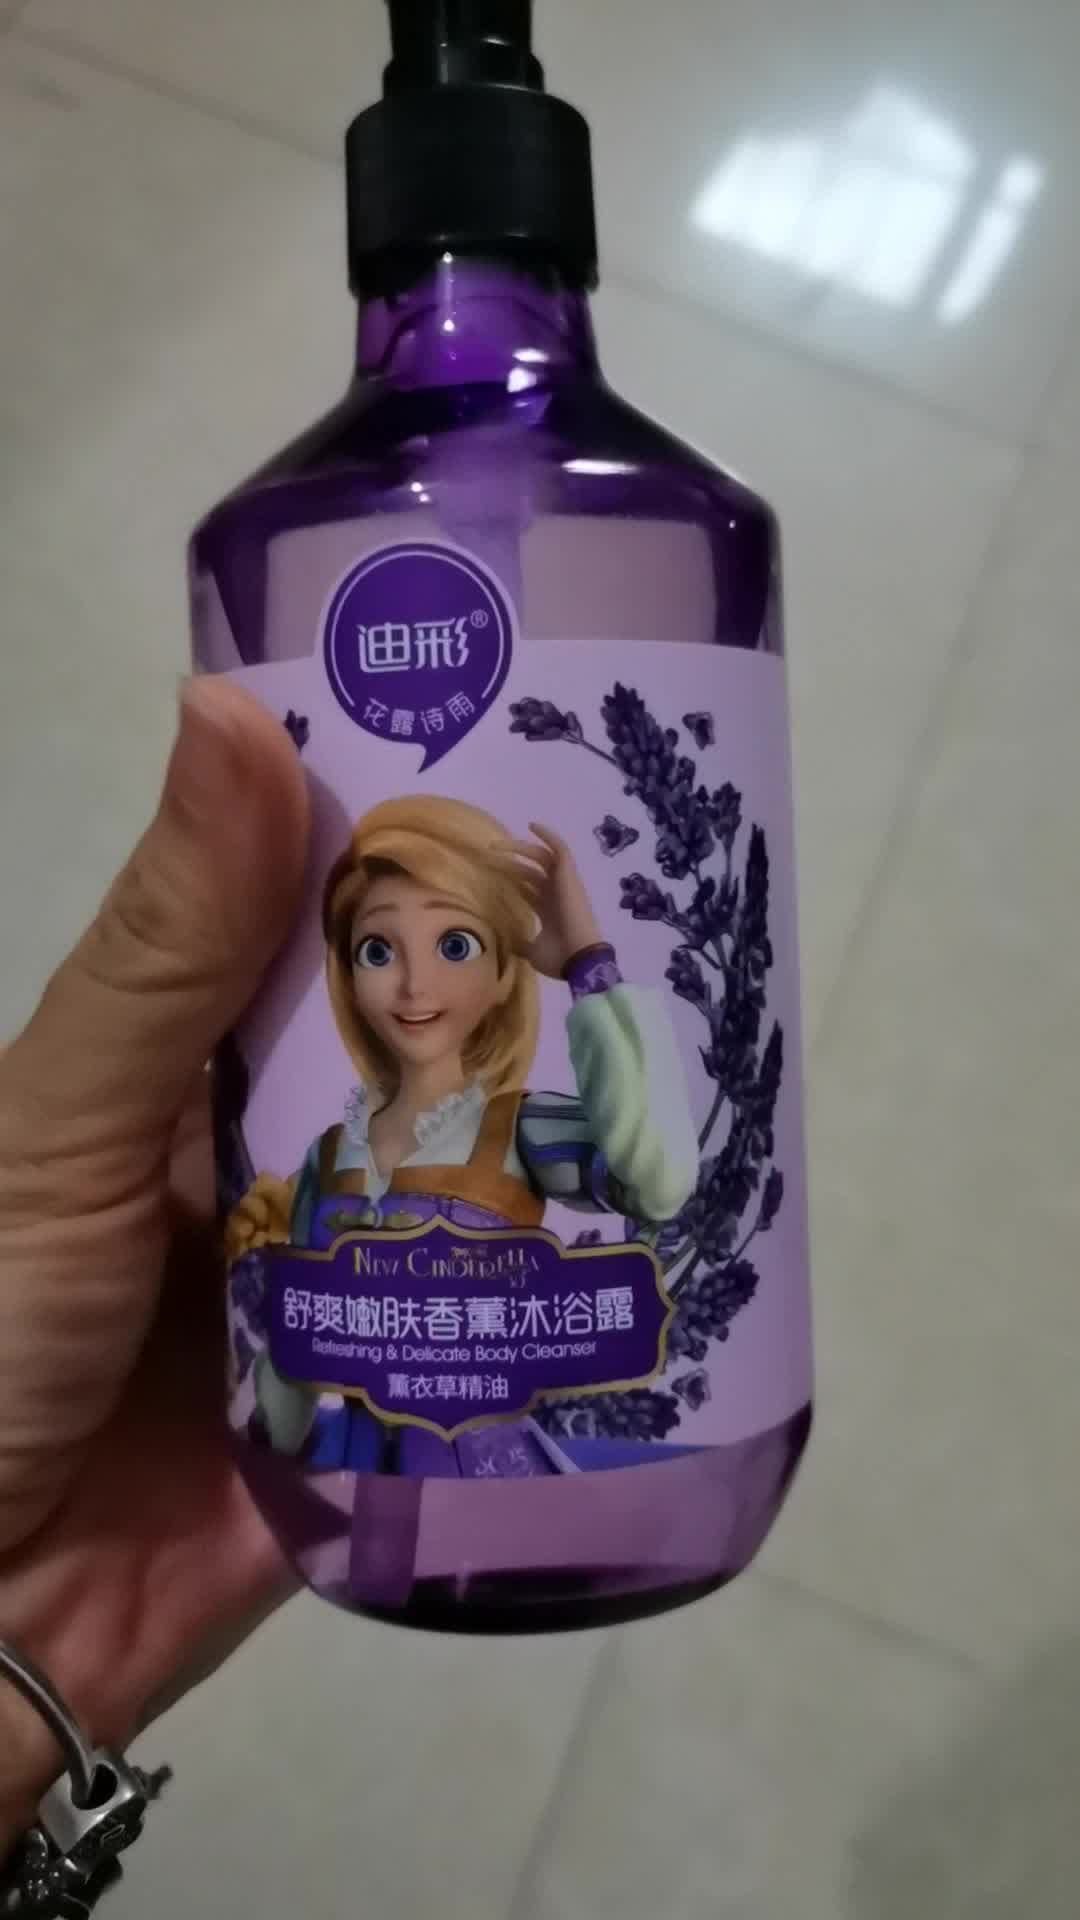 迪彩®
花露诗雨
NEW CINDERELLA
舒爽嫩肤香薰沐浴露
Refreshing & Delicate Body Cleanser
薰衣草精油